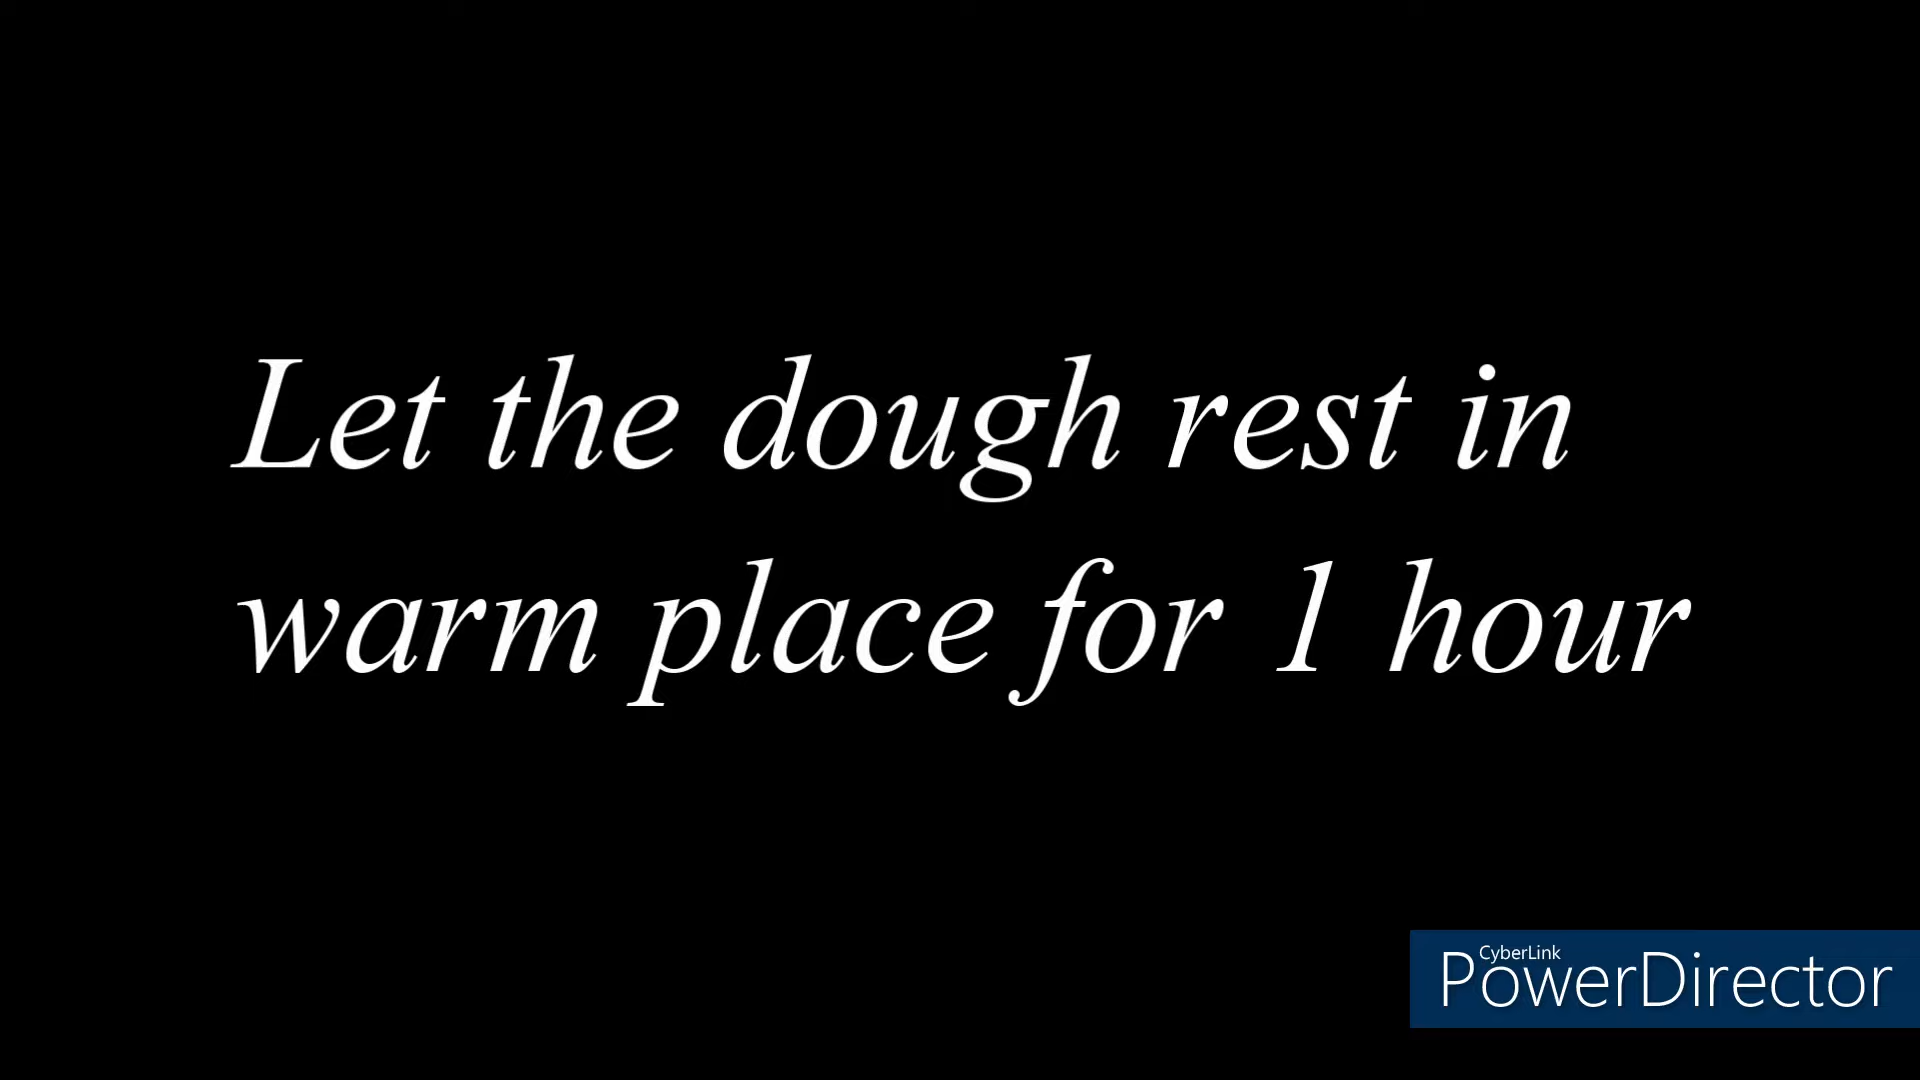 Let the dough rest in
warm place for 1 hour
CyberLink
PowerDirector